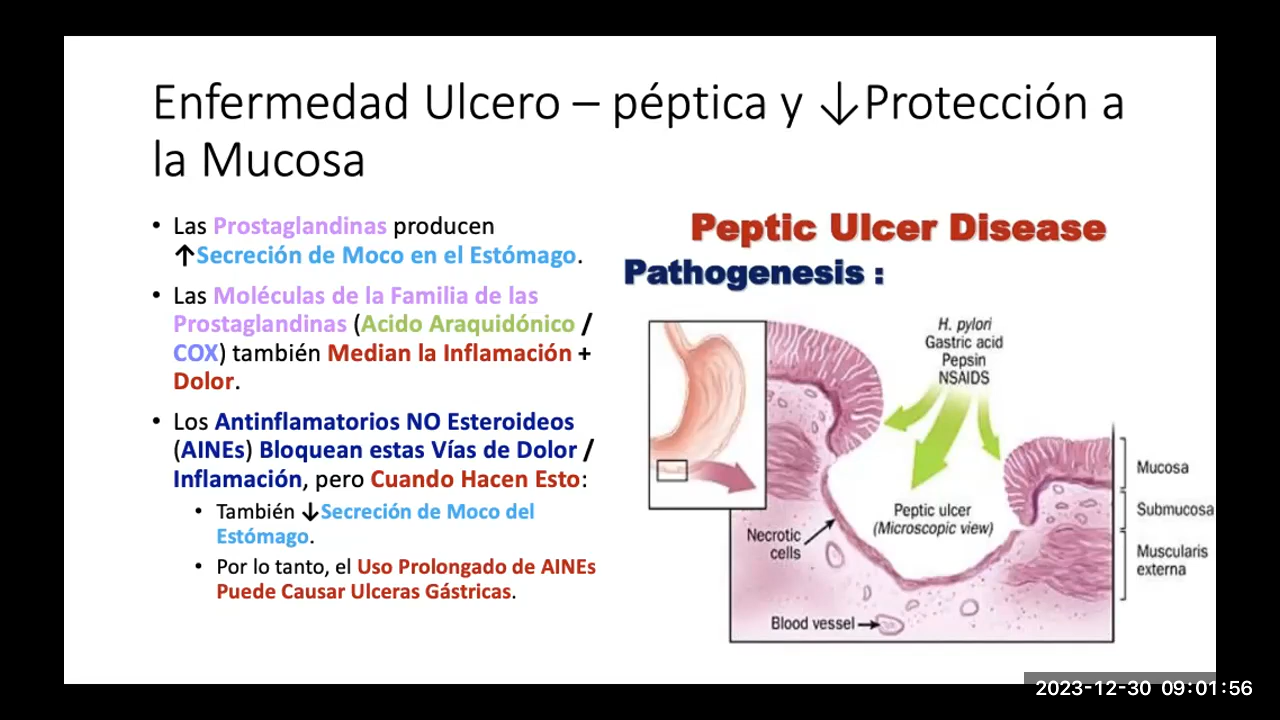 Enfermedad Ulcero – péptica y ↓Protección a
la Mucosa
• Las Prostaglandinas producen
↑Secreción de Moco en el Estómago.
• Las Moléculas de la Familia de las
Prostaglandinas (Acido Araquidónico /
COX) también Median la Inflamación +
Dolor.
• Los Antinflamatorios NO Esteroideos
(AINEs) Bloquean estas Vías de Dolor /
Inflamación, pero Cuando Hacen Esto:
• También ↓Secreción de Moco del
Estómago.
• Por lo tanto, el Uso Prolongado de AINEs
Puede Causar Ulceras Gástricas.
Peptic Ulcer Disease
Pathogenesis :
H. pylori
Gastric acid
Pepsin
NSAIDS
Peptic ulcer
(Microscopic view)
Necrotic
cells
Blood vessel
Mucosa
Submucosa
Muscularis
externa
2023-12-30 09:01:56